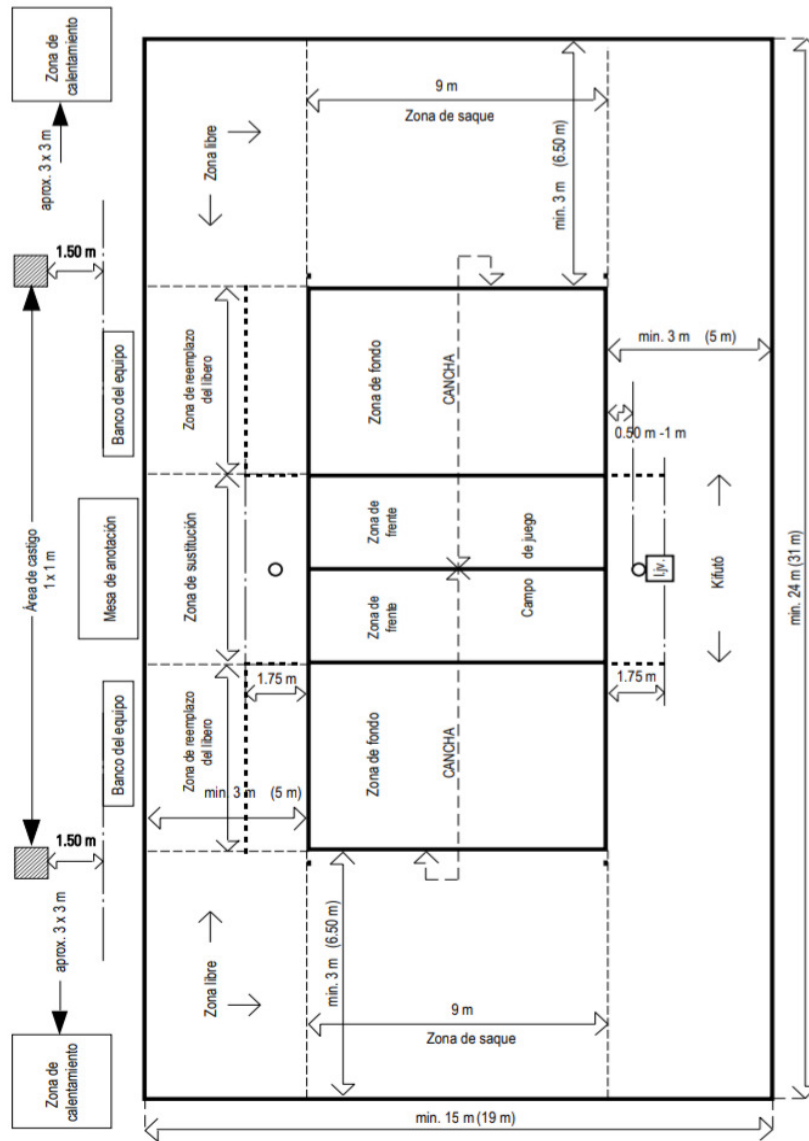 Zona de
calentamiento
aprox. 3 x 3 m
1.50 m
Área de castigo
1 x 1 m
1.50 m
aprox. 3 x 3 m
Zona de
calentamiento
Banco del equipo
Mesa de anotación
Banco del equipo
Zona libre
9 m
Zona de saque
min. 3 m (6.50 m)
Zona de reemplazo
del libero
Zona de sustitución
Zona de reemplazo
del libero
1.75 m
min. 3 m (5 m)
Zona de fondo
CANCHA
Zona de
frente
de juego
Zona de
frente
Campo
Zona de fondo
CANCHA
min. 3 m (5 m)
0.50 m -1 m
I.jv.
Kifutó
1.75 m
min. 24 m (31 m)
Zona libre
min. 3 m (6.50 m)
9 m
Zona de saque
min. 15 m (19 m)